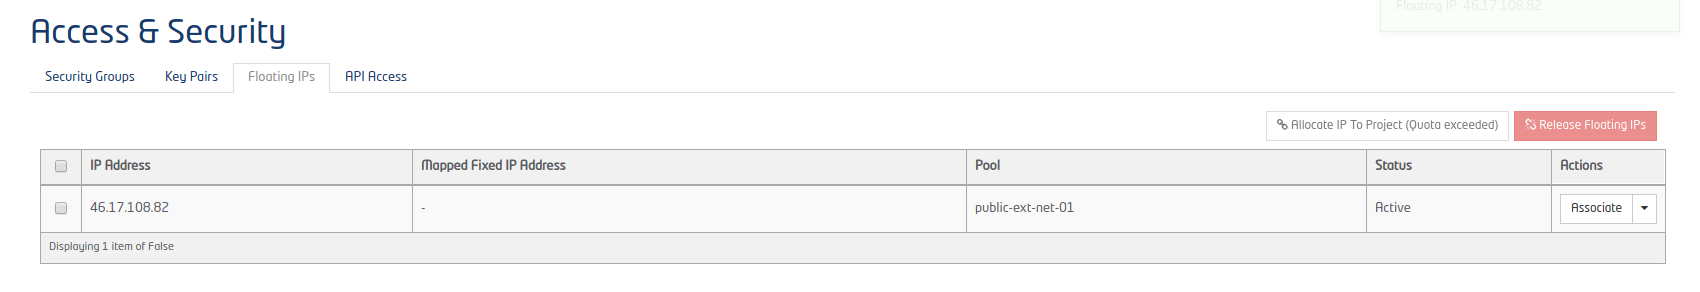 Floating IP: 46.17.108.82
Access & Security
Security Groups Key Pairs Floating IPs API Access
Allocate IP To Project (Quota exceeded) Release Floating IPs
IP Address Mapped Fixed IP Address Pool Status Actions
46.17.108.82 - public-ext-net-01 Active Associate
Displaying 1 item of False